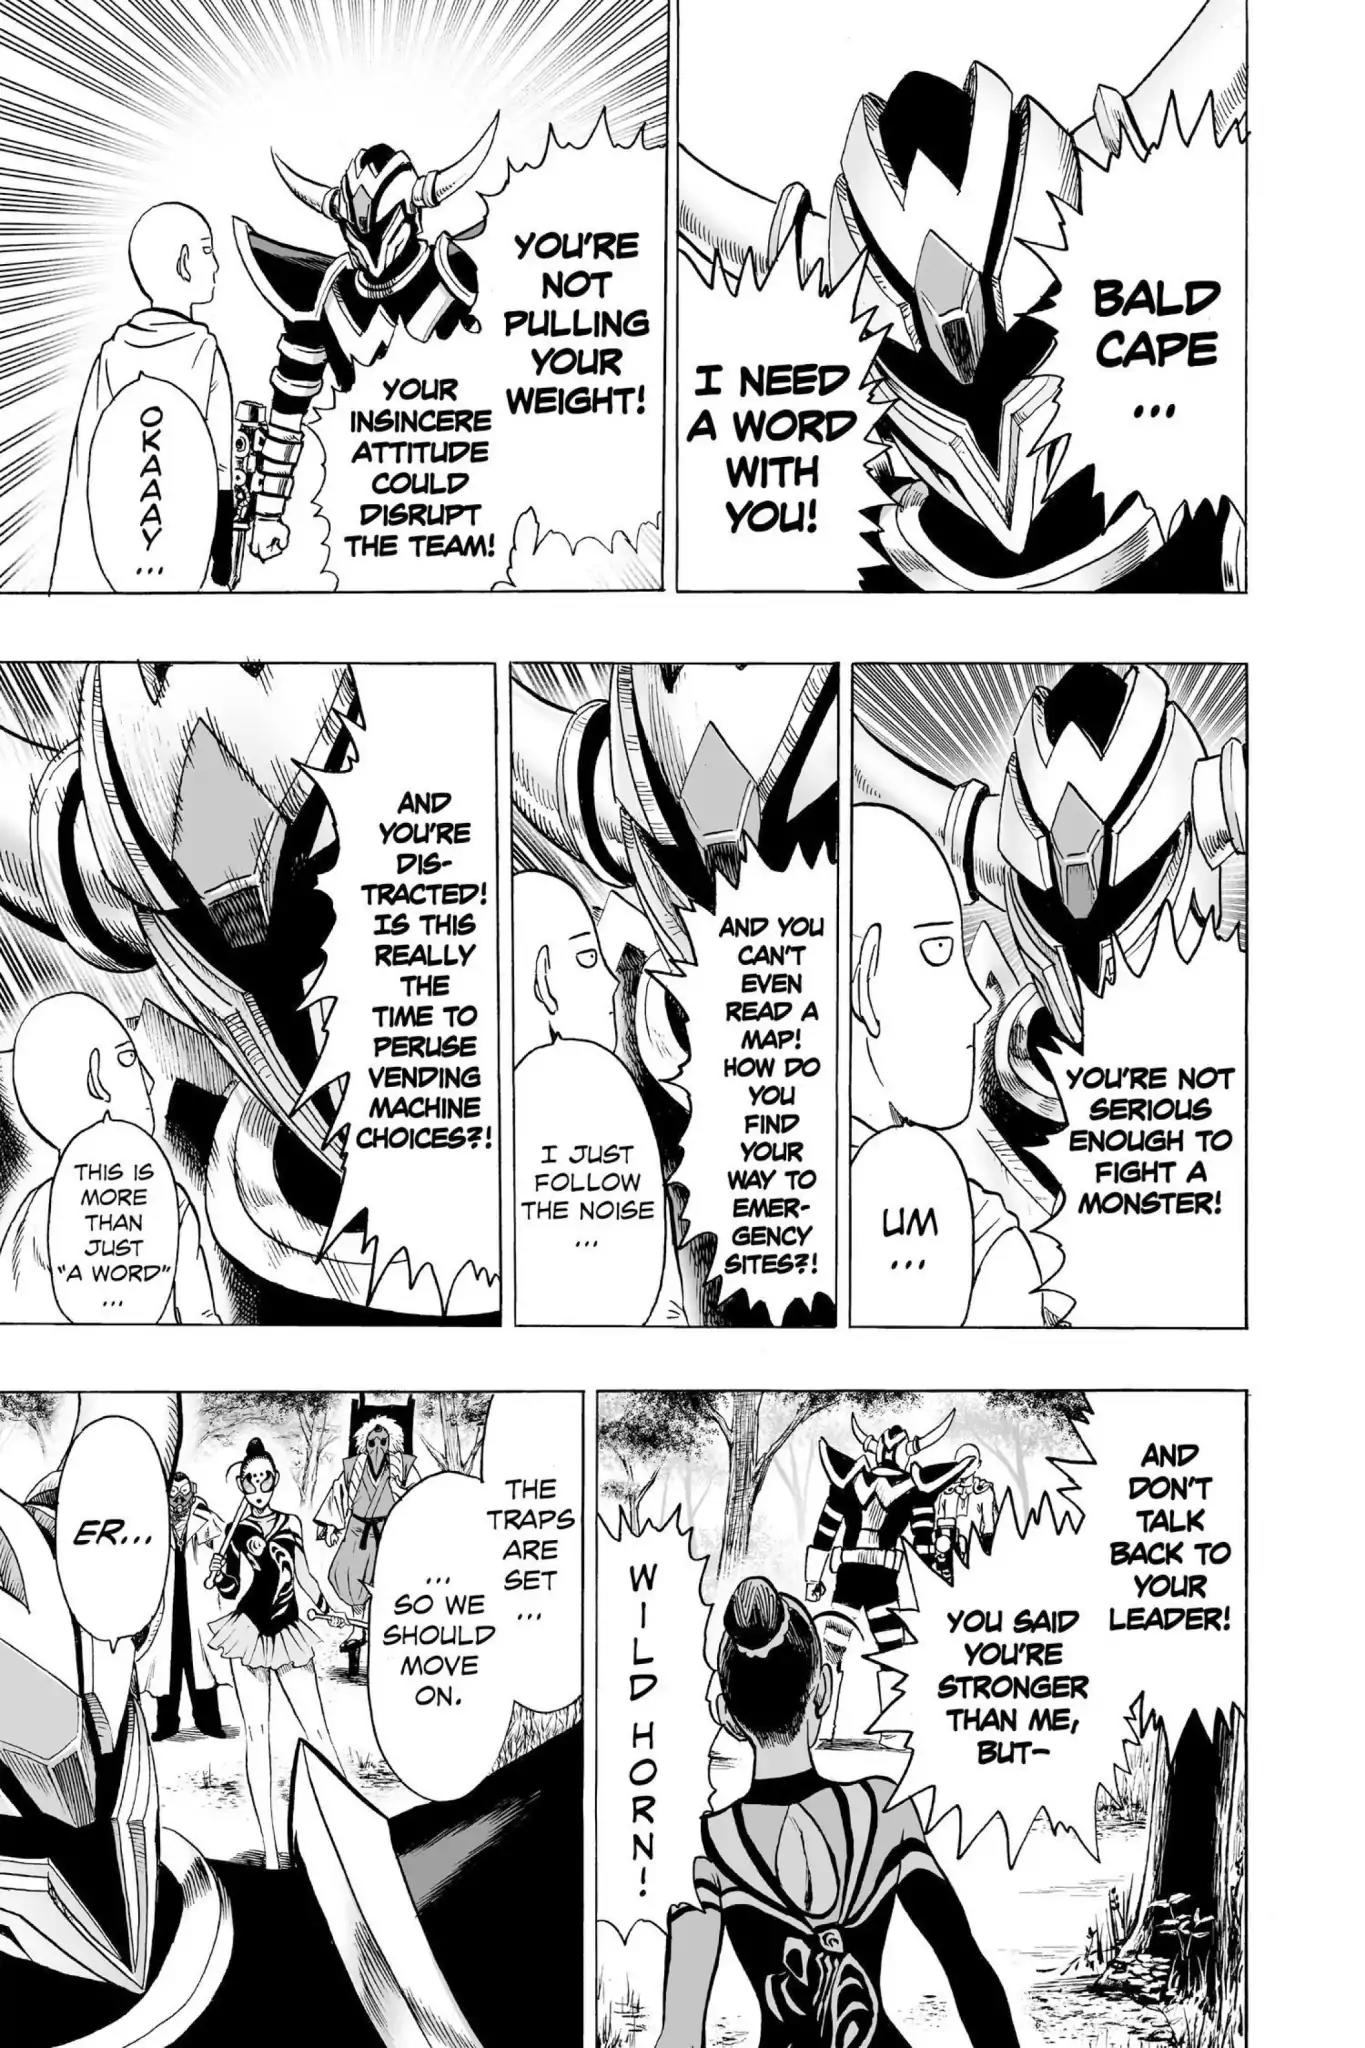 BALD
CAPE
...
I NEED
A WORD
WITH
YOU!
YOU'RE
NOT
PULLING
YOUR
WEIGHT!
YOUR
INSINCERE
ATTITUDE
COULD
DISRUPT
THE TEAM!
OKAAAY...
YOU'RE NOT
SERIOUS
ENOUGH TO
FIGHT A
MONSTER!
UM
...
AND YOU
CAN'T
EVEN
READ A
MAP!
HOW DO
YOU
FIND
YOUR
WAY TO
EMER-
GENCY
SITES?!
I JUST
FOLLOW
THE NOISE
...
AND
YOU'RE
DIS-
TRACTED!
IS THIS
REALLY
THE
TIME TO
PERUSE
VENDING
MACHINE
CHOICES?!
THIS IS
MORE
THAN
JUST
"A WORD"
...
AND
DON'T
TALK
BACK TO
YOUR
LEADER!
YOU SAID
YOU'RE
STRONGER
THAN ME,
BUT-
WILD HORN!
THE
TRAPS
ARE
SET
...
...
SO WE
SHOULD
MOVE
ON.
ER...